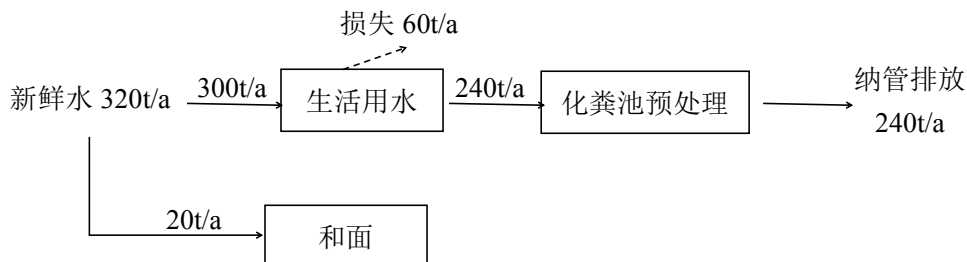 损失 60t/a
新鲜水 320t/a
300t/a
生活用水
240t/a
化粪池预处理
纳管排放
240t/a
20t/a
和面